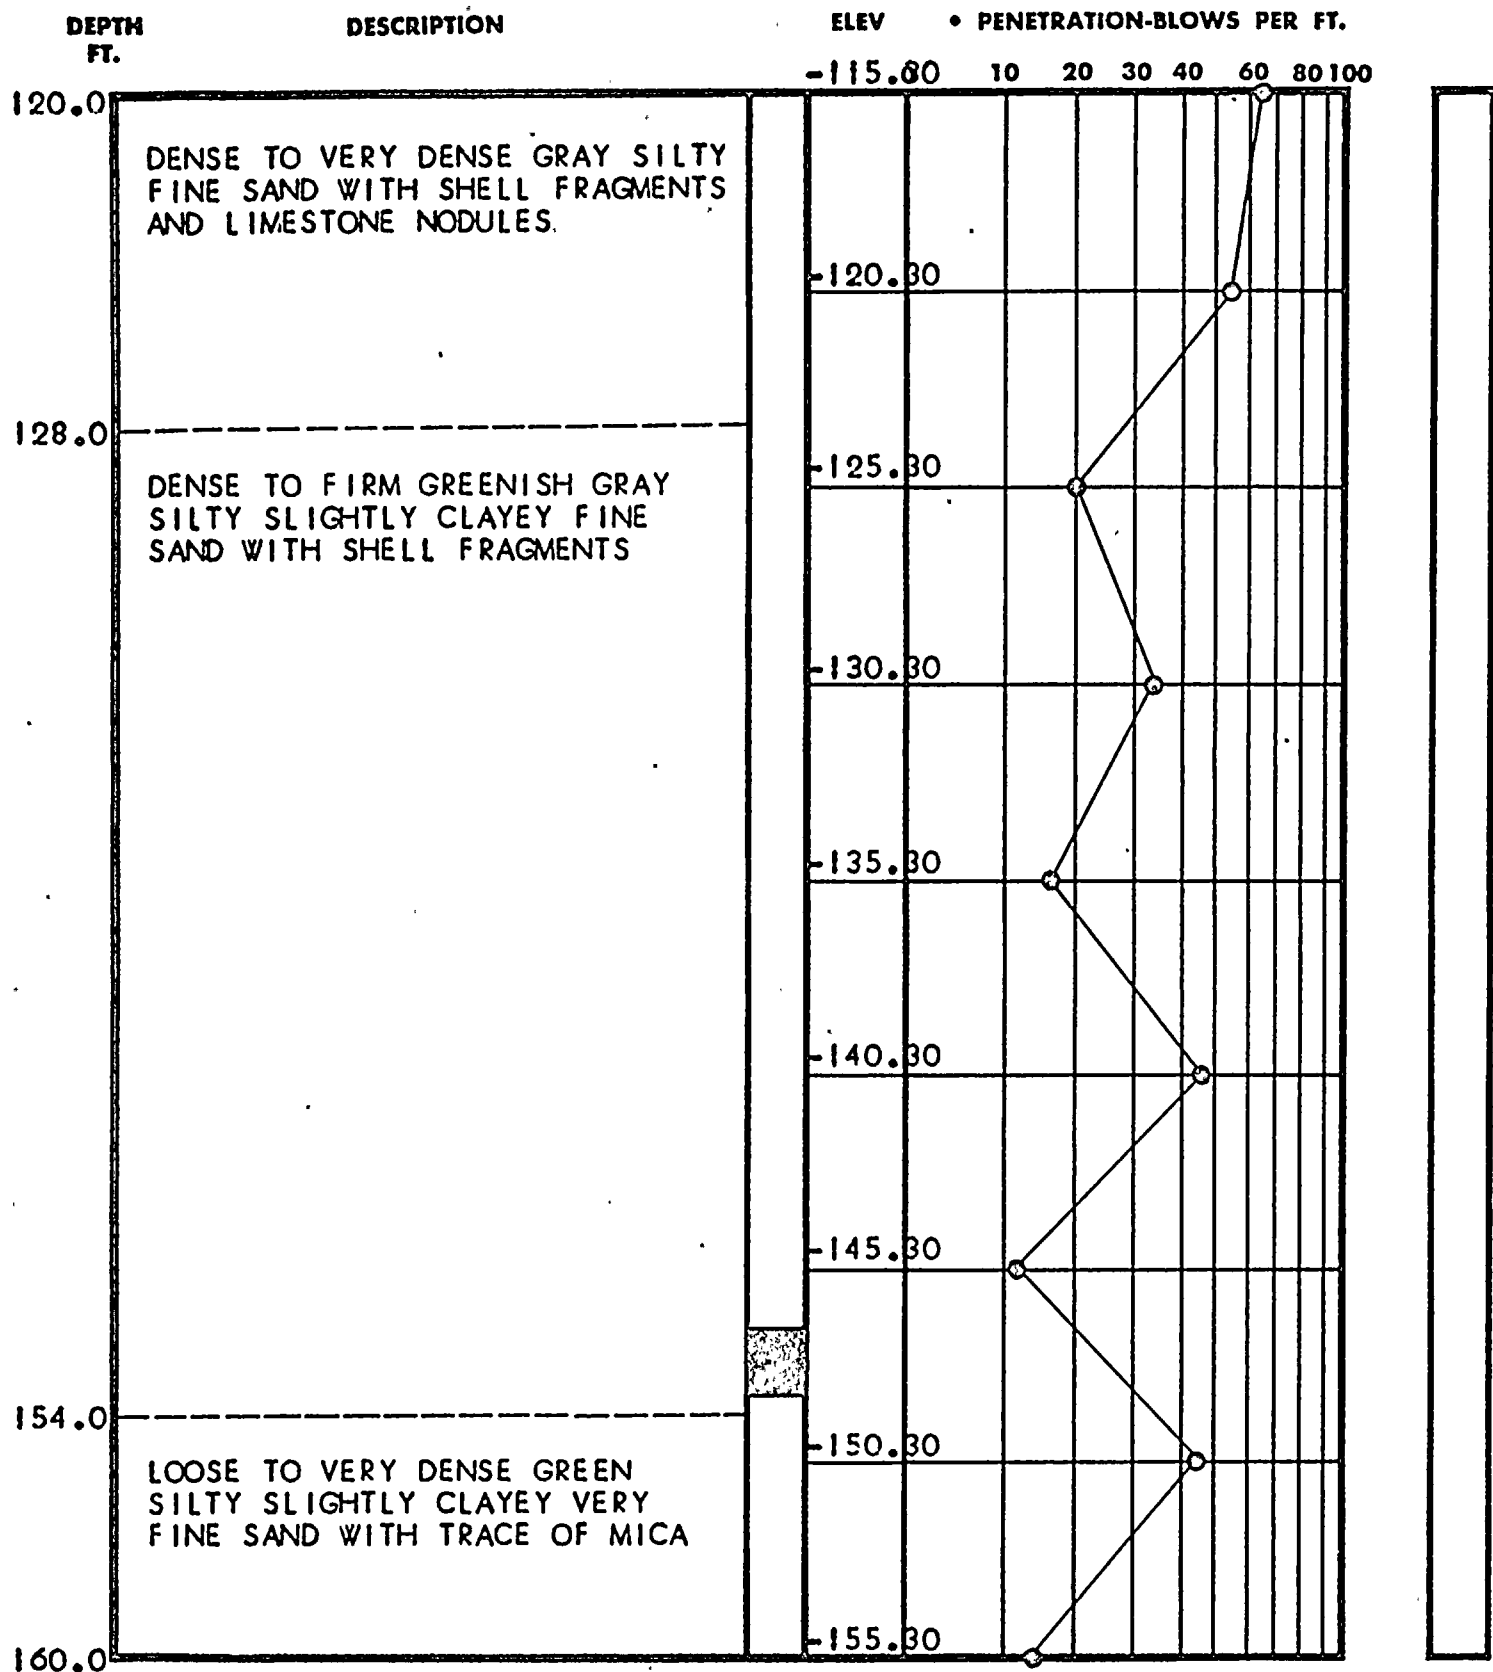 DEPTH FT.
DESCRIPTION
ELEV
• PENETRATION-BLOWS PER FT.
-115.30
0 10 20 30 40 60 80 100
120.0
DENSE TO VERY DENSE GRAY SILTY
FINE SAND WITH SHELL FRAGMENTS
AND LIMESTONE NODULES.
-120.30
128.0
-125.30
DENSE TO FIRM GREENISH GRAY
SILTY SLIGHTLY CLAYEY FINE
SAND WITH SHELL FRAGMENTS
-130.30
-135.30
-140.30
-145.30
154.0
-150.30
LOOSE TO VERY DENSE GREEN
SILTY SLIGHTLY CLAYEY VERY
FINE SAND WITH TRACE OF MICA
-155.30
160.0